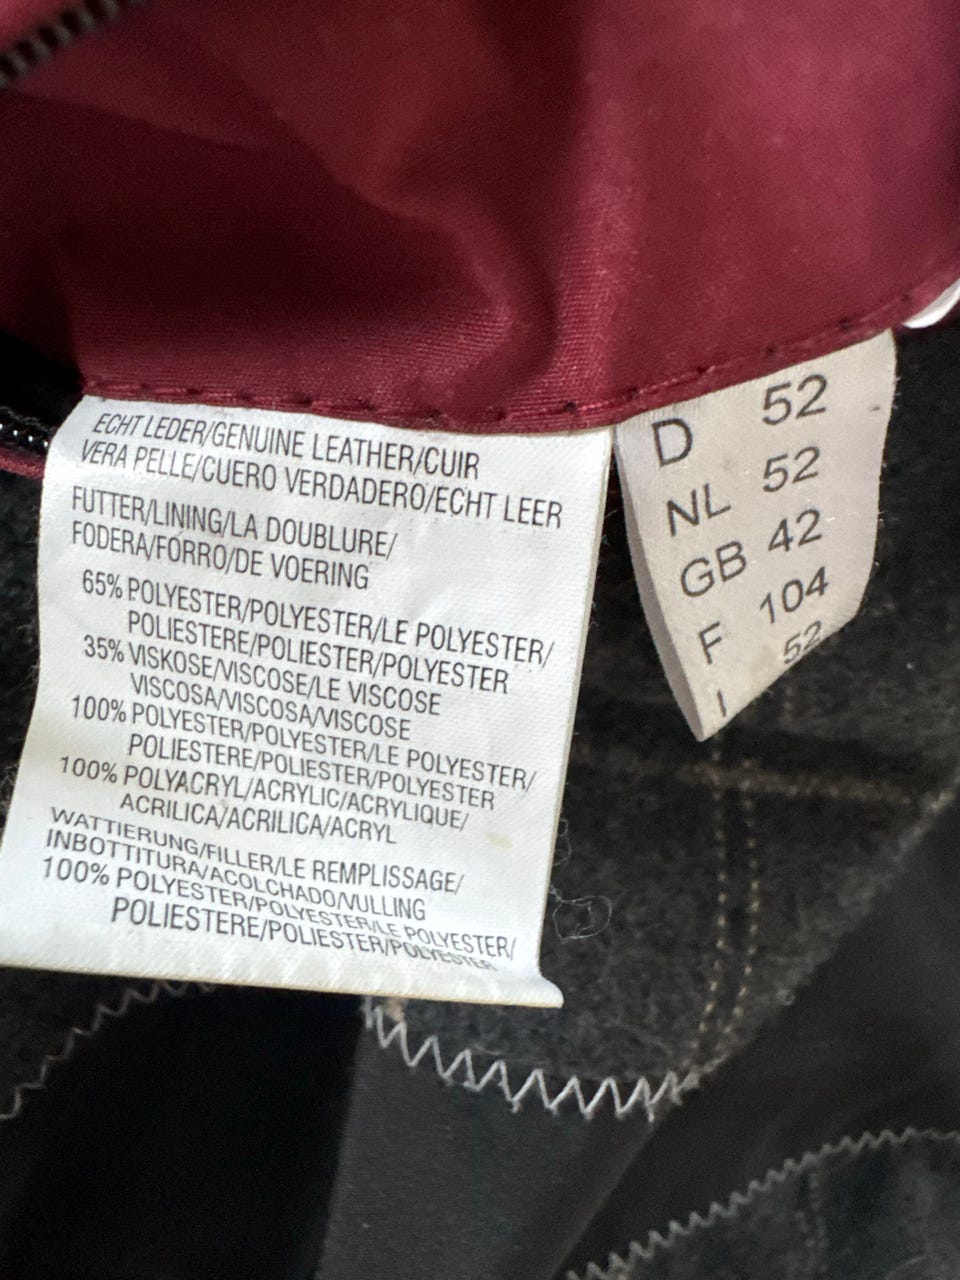 ECHT LEDER/GENUINE LEATHER/CUIR
VERA PELLE/CUERO VERDADERO/ECHT LEER
FUTTER/LINING/LA DOUBLURE/
FODERA/FORRO/DE VOERING
65% POLYESTER/POLYESTER/LE POLYESTER/
POLIESTERE/POLIESTER/POLYESTER
35% VISKOSE/VISCOSE/LE VISCOSE
VISCOSA/VISCOSA/VISCOSE
100% POLYESTER/POLYESTER/LE POLYESTER/
POLIESTERE/POLIESTER/POLYESTER
100% POLYACRYL/ACRYLIC/ACRYLIQUE/
ACRILICA/ACRILICA/ACRYL
WATTIERUNG/FILLER/LE REMPLISSAGE/
INBOTTITURA/ACOLCHADO/VULLING
100% POLYESTER/POLYESTER/LE POLYESTER/
POLIESTERE/POLIESTER/POLYESTER
D 52
NL 52
GB 42
F 104
I 52